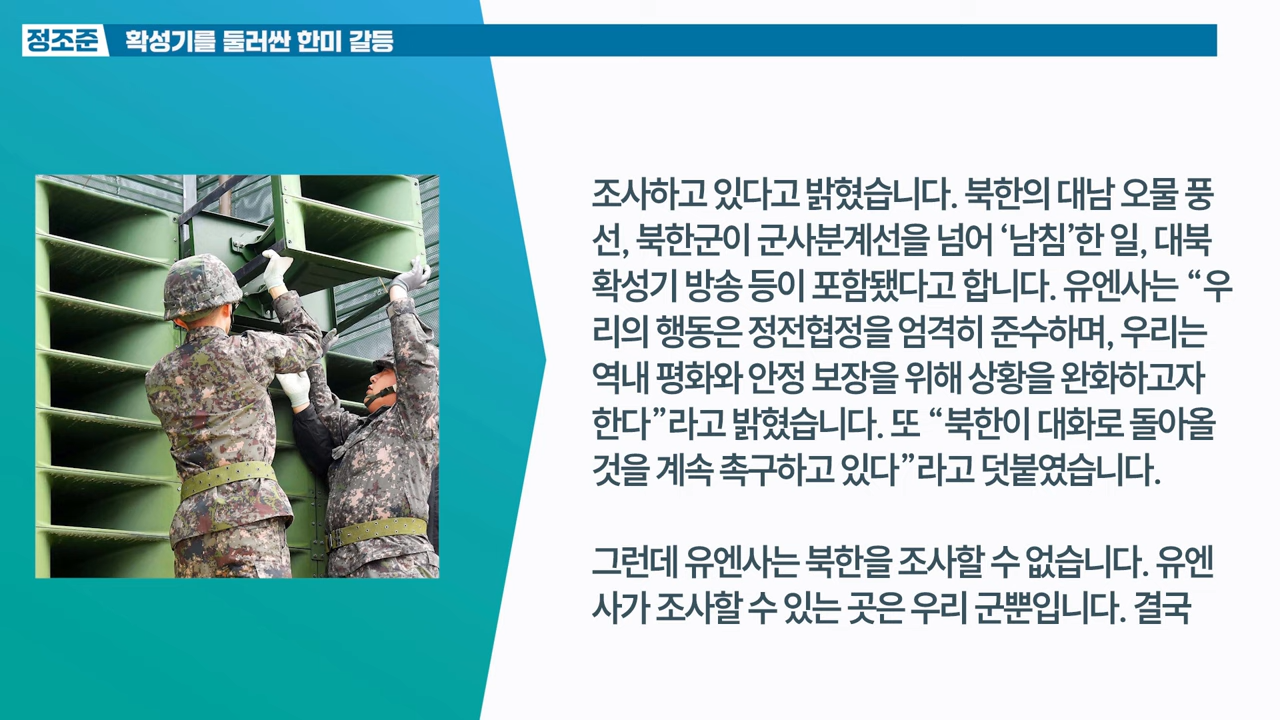 정조준 확성기를 둘러싼 한미 갈등
조사하고 있다고 밝혔습니다. 북한의 대남 오물 풍
선, 북한군이 군사분계선을 넘어 ‘남침’한 일, 대북
확성기 방송 등이 포함됐다고 합니다. 유엔사는 “우
리의 행동은 정전협정을 엄격히 준수하며, 우리는
역내 평화와 안정 보장을 위해 상황을 완화하고자
한다”라고 밝혔습니다. 또 “북한이 대화로 돌아올
것을 계속 촉구하고 있다”라고 덧붙였습니다.
그런데 유엔사는 북한을 조사할 수 없습니다. 유엔
사가 조사할 수 있는 곳은 우리 군뿐입니다. 결국